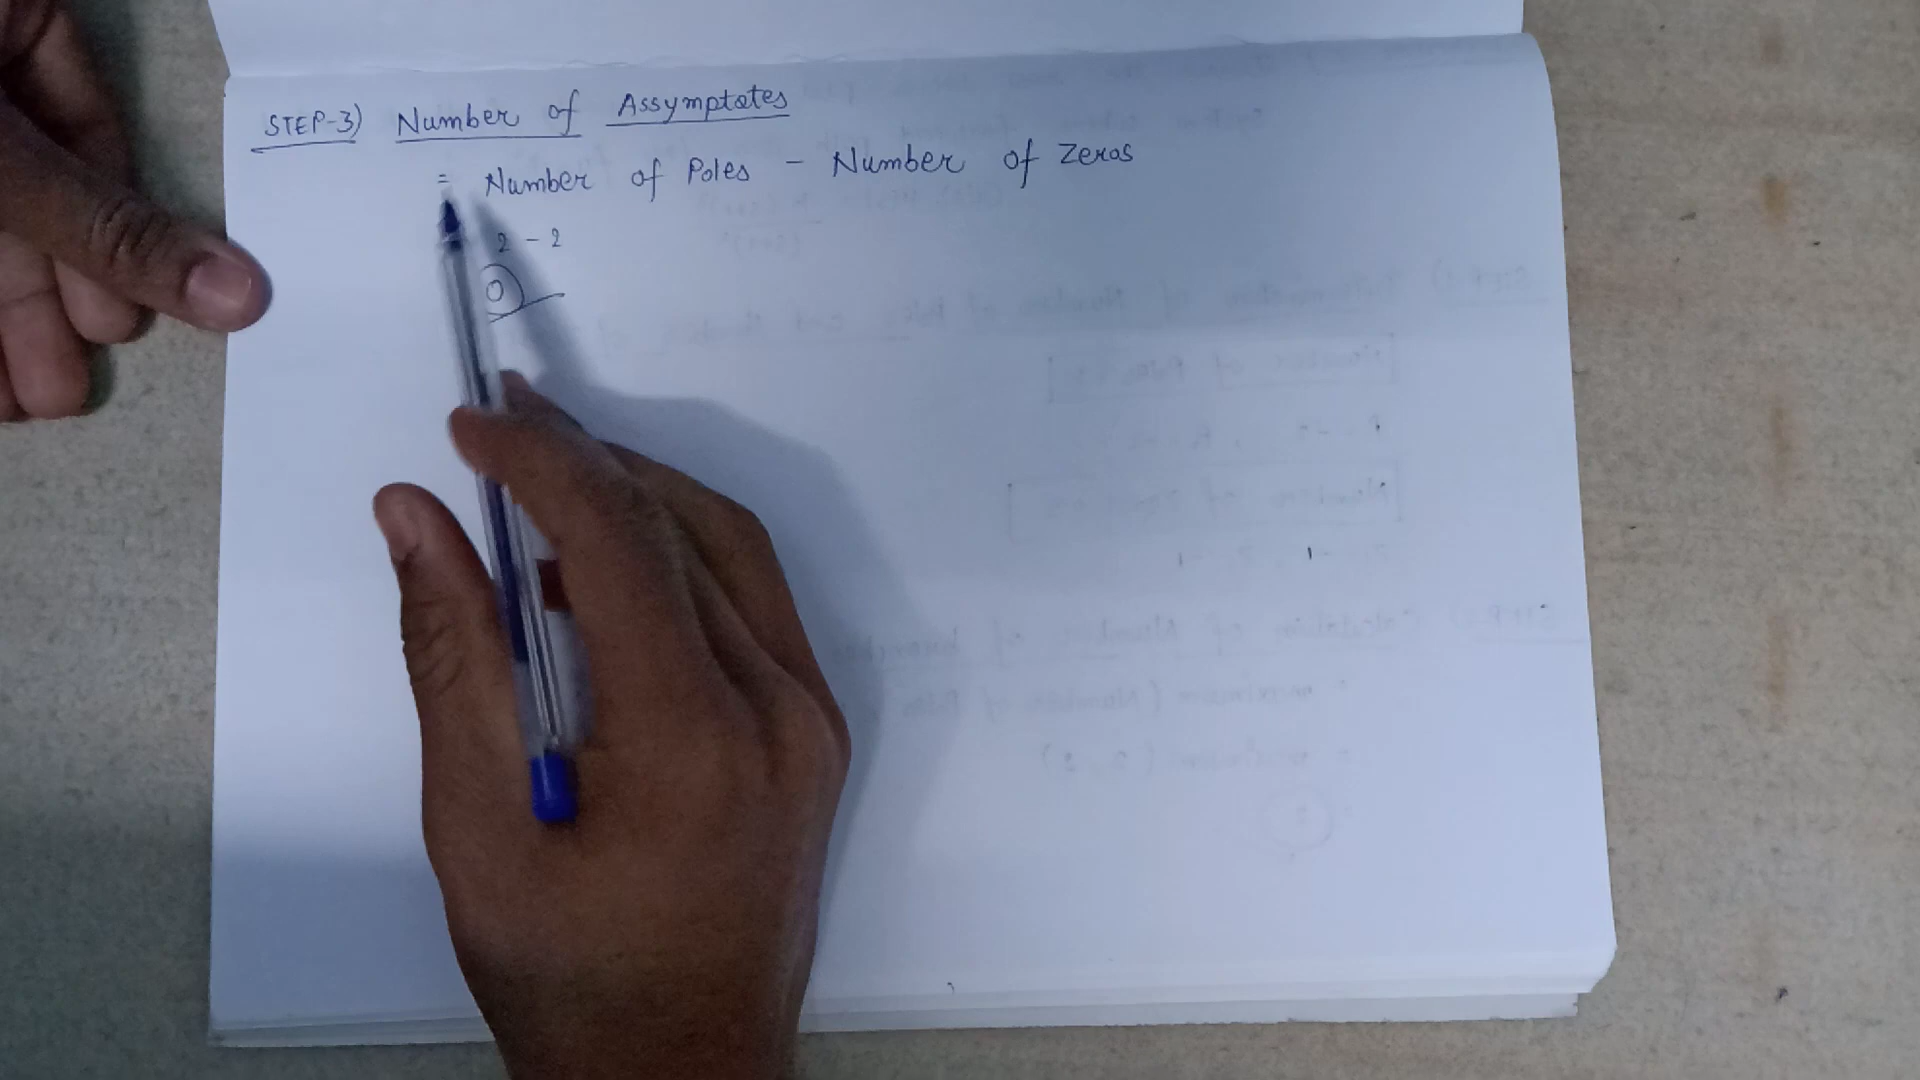 STEP-3) Number of Assymptotes
= Number of Poles - Number of Zeros
2 - 2
0